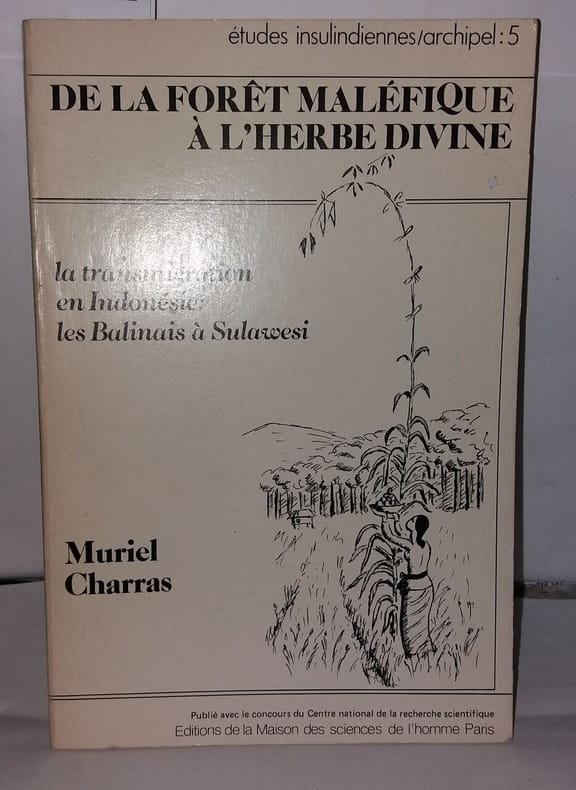 études insulindiennes/archipel: 5
DE LA FORÊT MALÉFIQUE
À L'HERBE DIVINE
la transmigration
en Indonésie:
les Balinais à Sulawesi
Muriel
Charras
Publié avec le concours du Centre national de la recherche scientifique
Editions de la Maison des sciences de l'homme Paris